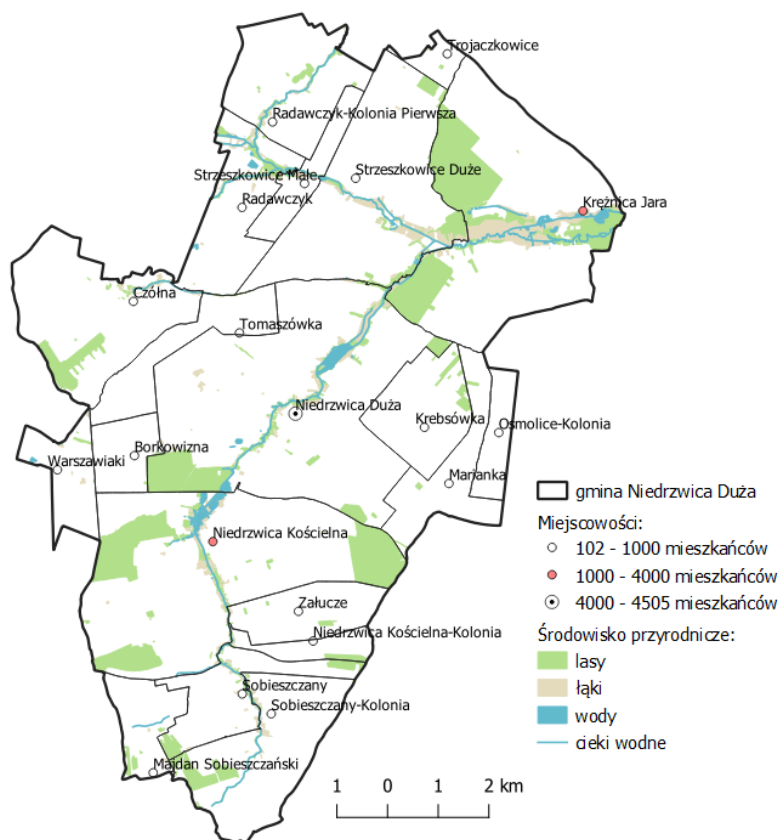 Trojaczkowice
Radawczyk-Kolonia Pierwsza
Strzeszkowice Małe
Strzeszkowice Duże
Radawczyk
Krężnica Jara
Czółna
Tomaszówka
Niedrzwica Duża
Krebsówka
Osmolice-Kolonia
Borkowizna
Warszawiaki
Marianka
Niedrzwica Kościelna
Załucze
Niedrzwica Kościelna-Kolonia
Sobieszczany
Sobieszczany-Kolonia
Majdan Sobieszczański
gmina Niedrzwica Duża
Miejscowości:
102 - 1000 mieszkańców
1000 - 4000 mieszkańców
4000 - 4505 mieszkańców
Środowisko przyrodnicze:
lasy
łąki
wody
cieki wodne
1 0 1 2 km